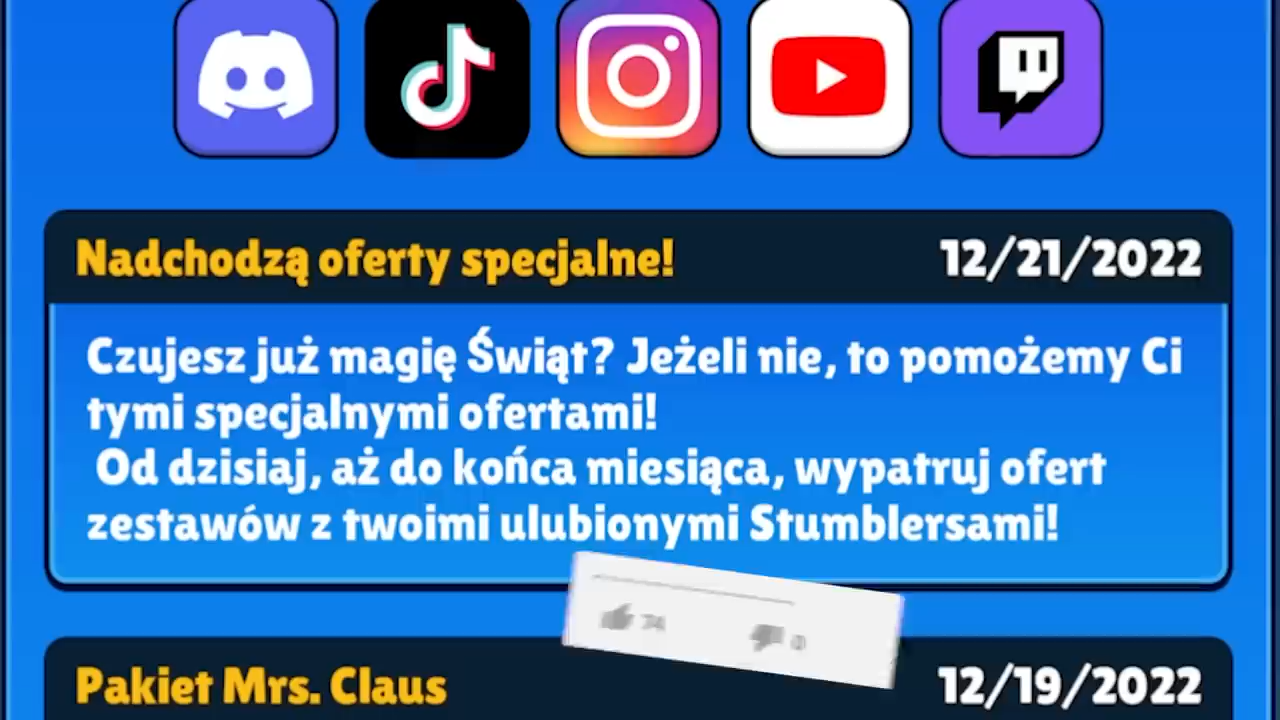 Nadchodzą oferty specjalne! 12/21/2022
Czujesz już magię Świąt? Jeżeli nie, to pomożemy Ci
tymi specjalnymi ofertami!
Od dzisiaj, aż do końca miesiąca, wypatruj ofert
zestawów z twoimi ulubionymi Stumblersami!
Pakiet Mrs. Claus 12/19/2022